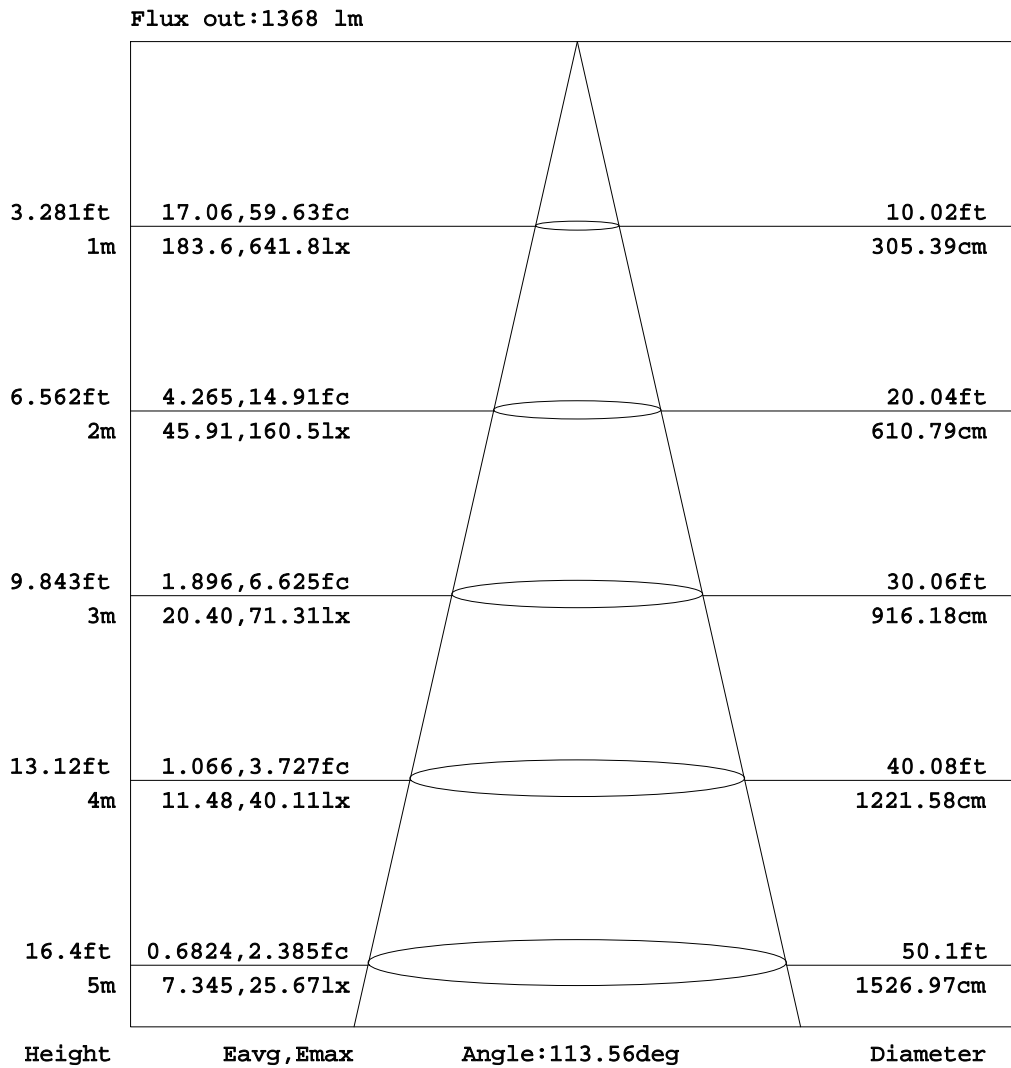 Flux out:1368 lm
3.281ft 17.06,59.63fc 10.02ft
1m 183.6,641.8lx 305.39cm
6.562ft 4.265,14.91fc 20.04ft
2m 45.91,160.5lx 610.79cm
9.843ft 1.896,6.625fc 30.06ft
3m 20.40,71.31lx 916.18cm
13.12ft 1.066,3.727fc 40.08ft
4m 11.48,40.11lx 1221.58cm
16.4ft 0.6824,2.385fc 50.1ft
5m 7.345,25.67lx 1526.97cm
Height Eavg,Emax Angle:113.56deg Diameter